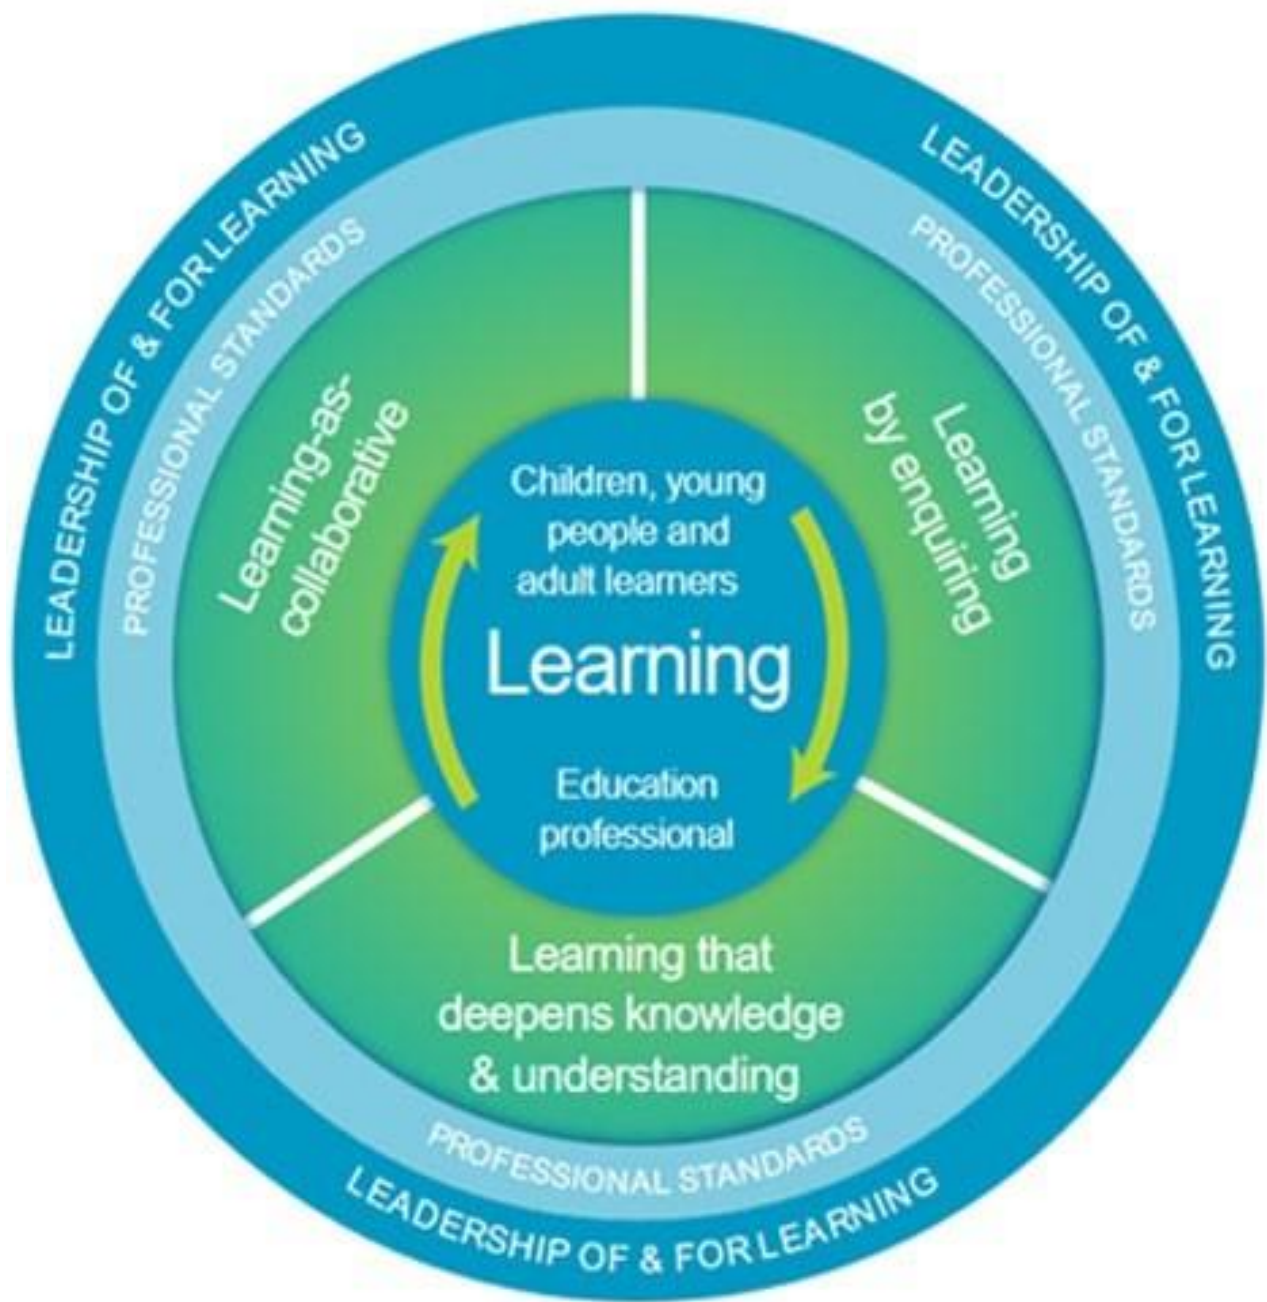 LEADERSHIP OF & FOR LEARNING
LEADERSHIP OF & FOR LEARNING
PROFESSIONAL STANDARDS
PROFESSIONAL STANDARDS
Learning-as-
collaborative
Learning
by enquiring
Children, young
people and
adult learners
Learning
Education
professional
Learning that
deepens knowledge
& understanding
PROFESSIONAL STANDARDS
LEADERSHIP OF & FOR LEARNING